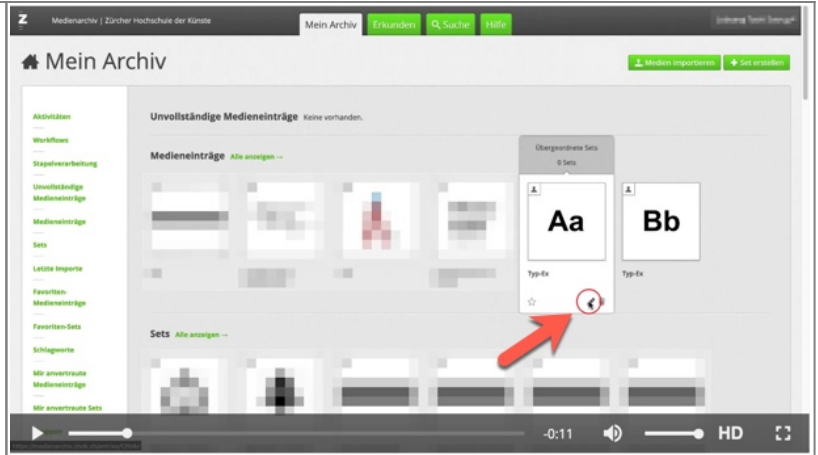 Z Medienarchiv | Zürcher Hochschule der Künste
Mein Archiv Erkunden Suche Hilfe
Mein Archiv
Medien importieren + Set erstellen
Aktivitäten
Workflows
Stapelverarbeitung
Unvollständige
Medieneinträge
Medieneinträge
Sets
Letzte Importe
Favoriten-
Medieneinträge
Favoriten-Sets
Schlagworte
Mir anvertraute
Medieneinträge
Mir anvertraute Sets
Unvollständige Medieneinträge Keine vorhanden.
Medieneinträge Alle anzeigen →
Übergeordnete Sets
0 Sets
Aa
Bb
Typ-Ex
Typ-Ex
Sets Alle anzeigen →
-0:11 HD